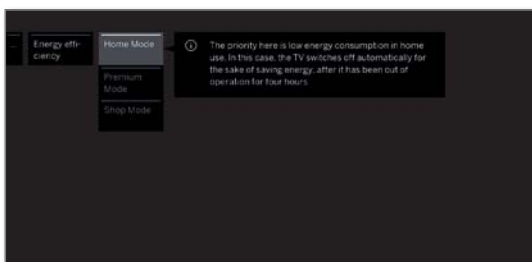 ...
Energy effi-
ciency
Home Mode
Premium
Mode
Shop Mode
The priority here is low energy consumption in home
use. In this case, the TV switches off automatically for
the sake of saving energy, after it has been out of
operation for four hours